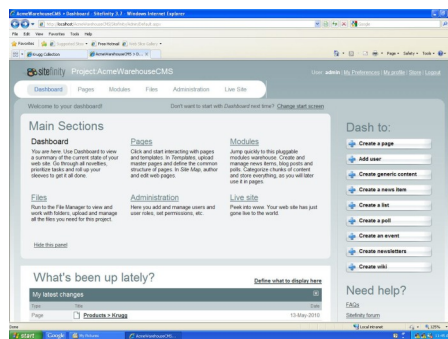 AcmeWarehouseCMS > Dashboard - Sitefinity 3.7 - Windows Internet Explorer
File Edit View Favorites Tools Help
Favorites
Krugg Collection
Page Safety Tools
sitefinity Project:AcmeWarehouseCMS
User: admin | My Preferences | My profile | Store | Logout
Dashboard Pages Modules Files Administration Live Site
Welcome to your dashboard!
Don't want to start with Dashboard next time? Change start screen
Main Sections
Dashboard
You are here. Use Dashboard to view
a summary of the current state of your
web site. Go through all novelties,
prioritize tasks and roll up your
sleeves to get it all done.
Pages
Click and start interacting with pages
and templates. In Templates, upload
master pages and define the common
structure of pages. In Site Map, author
and edit web pages.
Modules
Jump quickly to this pluggable
modules warehouse. Create and
manage news items, blog posts and
polls. Categorize chunks of content
and store everything, as you will later
use it in pages.
Files
Run to the File Manager to view and
work with folders, upload and manage
all the files you need for this project.
Administration
Here you add and manage users and
user roles, set permissions, etc.
Live site
Peek into www. Your web site has just
gone live to the world.
Hide this panel
Dash to:
Create a page
Add user
Create generic content
Create a news item
Create a list
Create a poll
Create an event
Create newsletters
Create wiki
Need help?
FAQs
Sitefinity forum
What's been up lately?
Define what to display here
My latest changes
Type Title Date
Page Products > Krugg 13-May-2010
Done
Local intranet
125%
start
Google
My Pictures
AcmeWarehouseCMS...